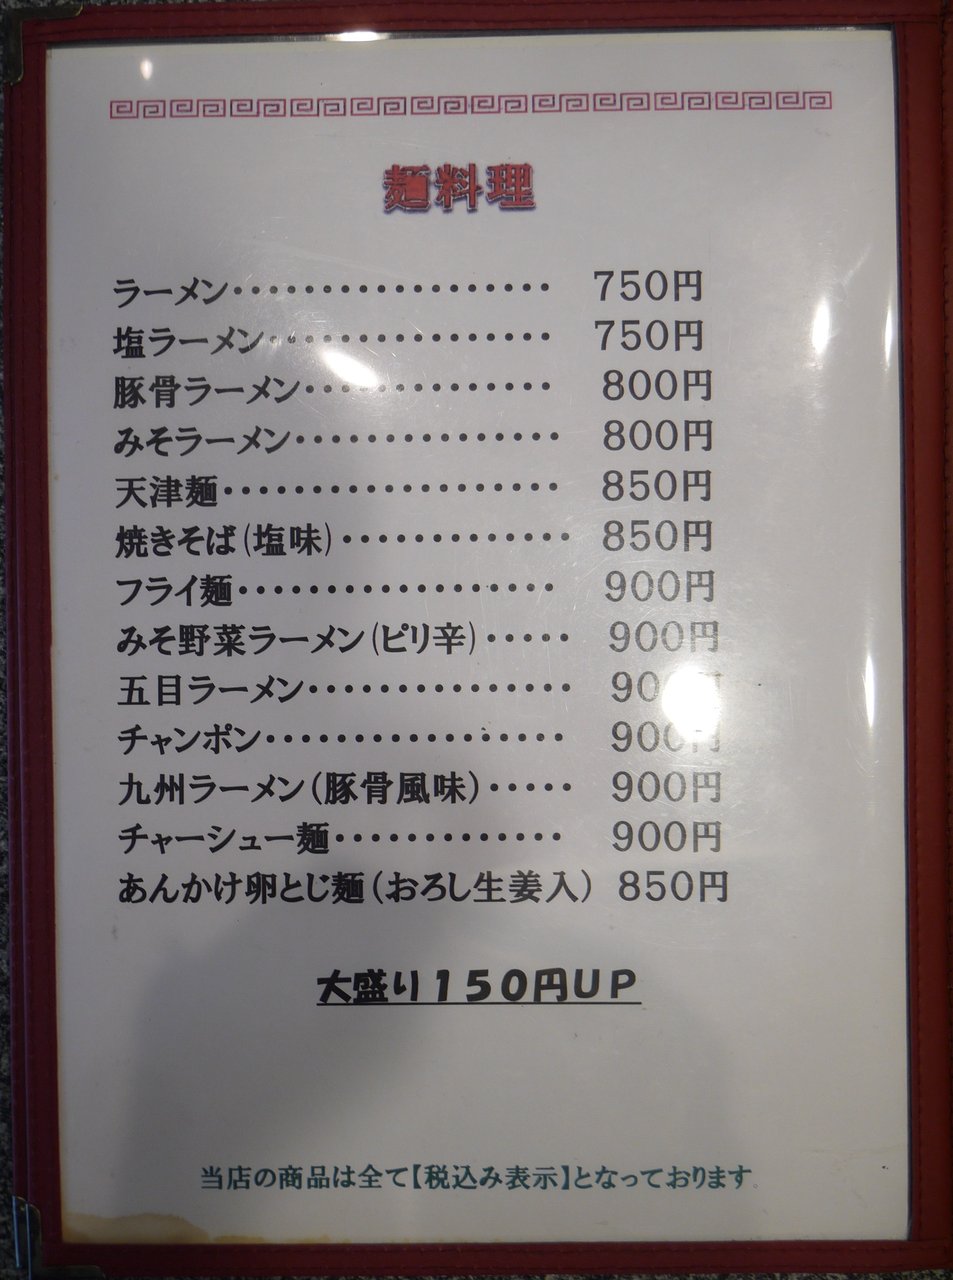 麺料理
ラーメン・・・・・・・・・・・・・・・・・・ 750円
塩ラーメン・・・・・・・・・・・・・・・・ 750円
豚骨ラーメン・・・・・・・・・・・・・・ 800円
みそラーメン・・・・・・・・・・・・・・・ 800円
天津麺・・・・・・・・・・・・・・・・・・・ 850円
焼きそば(塩味)・・・・・・・・・・・・・ 850円
フライ麺・・・・・・・・・・・・・・・・・・ 900円
みそ野菜ラーメン(ピリ辛)・・・・・ 900円
五目ラーメン・・・・・・・・・・・・・・・
チャンポン・・・・・・・・・・・・・・・・・ 900円
九州ラーメン(豚骨風味)・・・・・ 900円
チャーシュー麺・・・・・・・・・・・・・ 900円
あんかけ卵とじ麺(おろし生姜入) 850円
大盛り150円UP
当店の商品は全て【税込み表示】となっております。